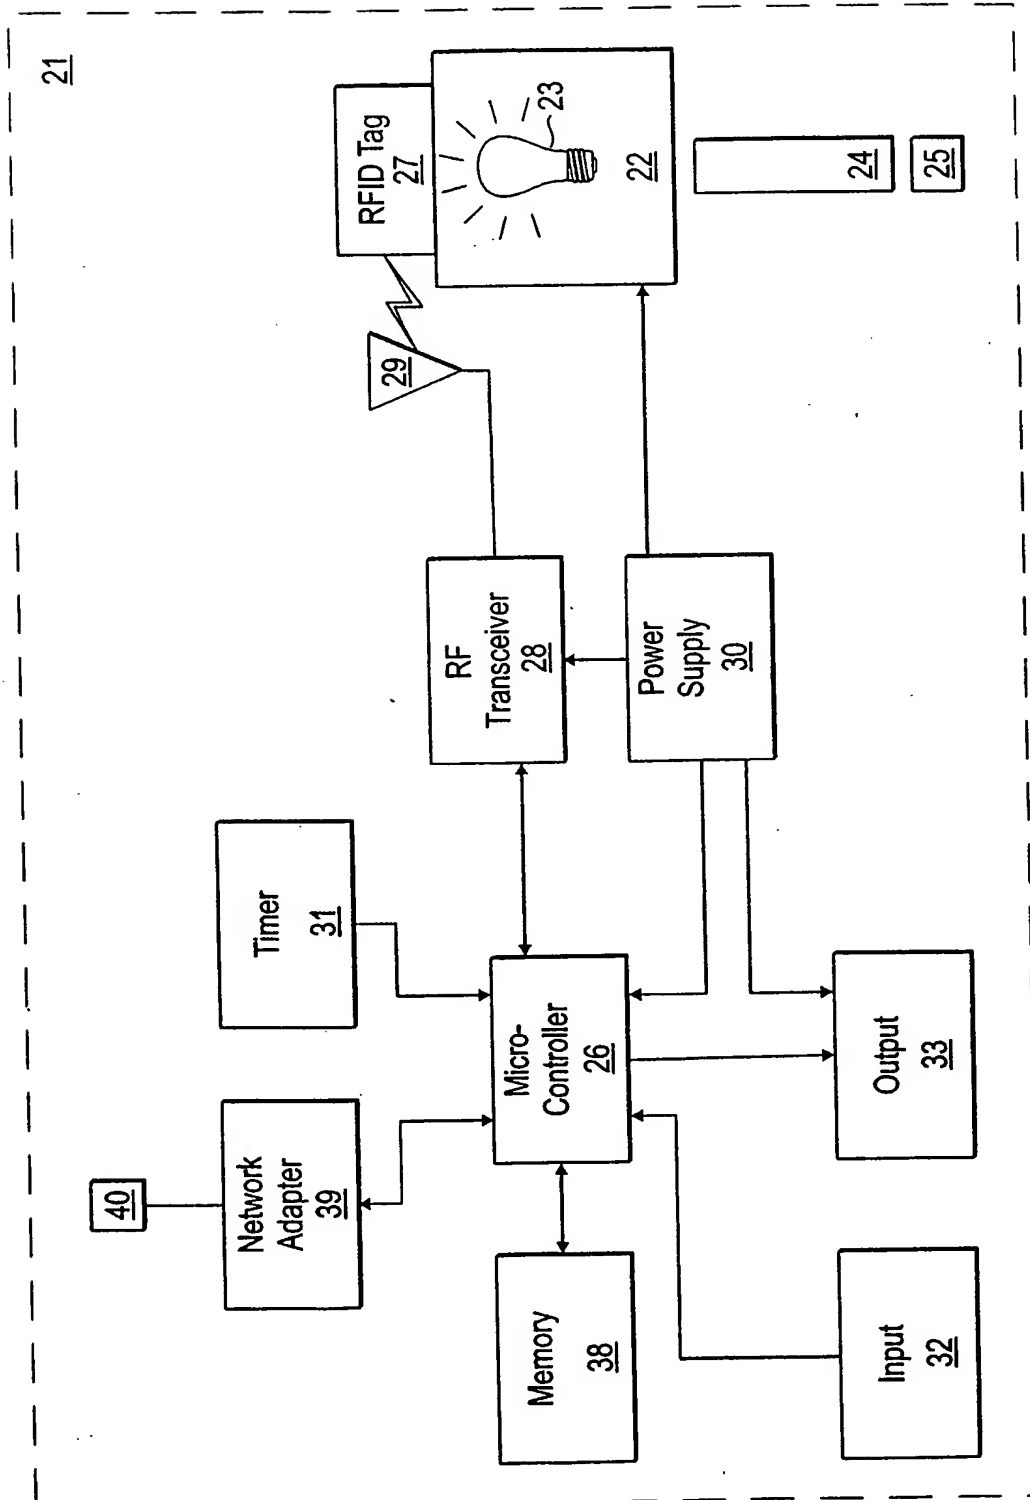 21
40
Network
Adapter
39
Timer
31
RFID Tag
27
29
23
22
24
25
Memory
38
Micro-
Controller
26
RF
Transceiver
28
Power
Supply
30
Input
32
Output
33